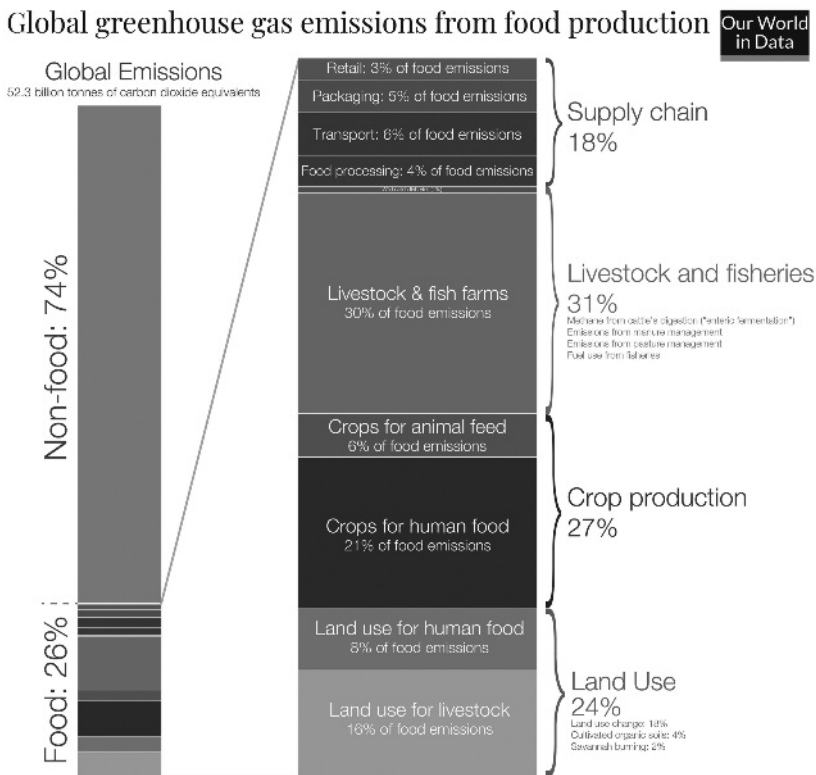 Global greenhouse gas emissions from food production
Our World
in Data
Global Emissions
52.3 billion tonnes of carbon dioxide equivalents
Non-food: 74%
Food: 26%
Retail: 3% of food emissions
Packaging: 5% of food emissions
Transport: 6% of food emissions
Food processing: 4% of food emissions
Livestock & fish farms
30% of food emissions
Crops for animal feed
6% of food emissions
Crops for human food
21% of food emissions
Land use for human food
8% of food emissions
Land use for livestock
16% of food emissions
Supply chain
18%
Livestock and fisheries
31%
Methane from cattle's digestion ("enteric fermentation")
Emissions from manure management
Emissions from pasture management
Fuel use from fisheries
Crop production
27%
Land Use
24%
Land use change: 18%
Cultivated organic soils: 4%
Savannah burning: 2%